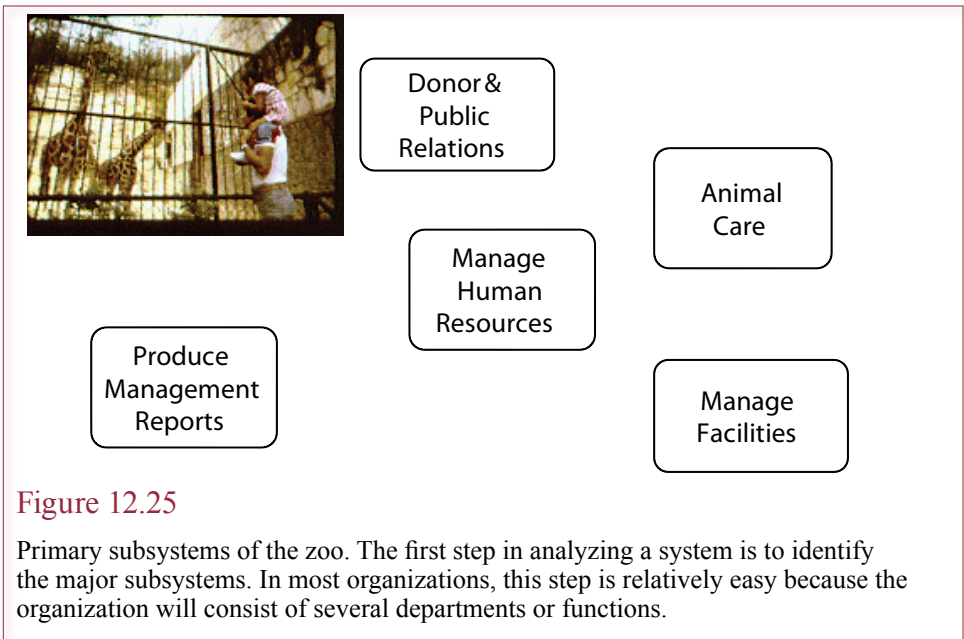 Donor &
Public
Relations
Animal
Care
Manage
Human
Resources
Produce
Management
Reports
Manage
Facilities
Figure 12.25
Primary subsystems of the zoo. The first step in analyzing a system is to identify
the major subsystems. In most organizations, this step is relatively easy because the
organization will consist of several departments or functions.